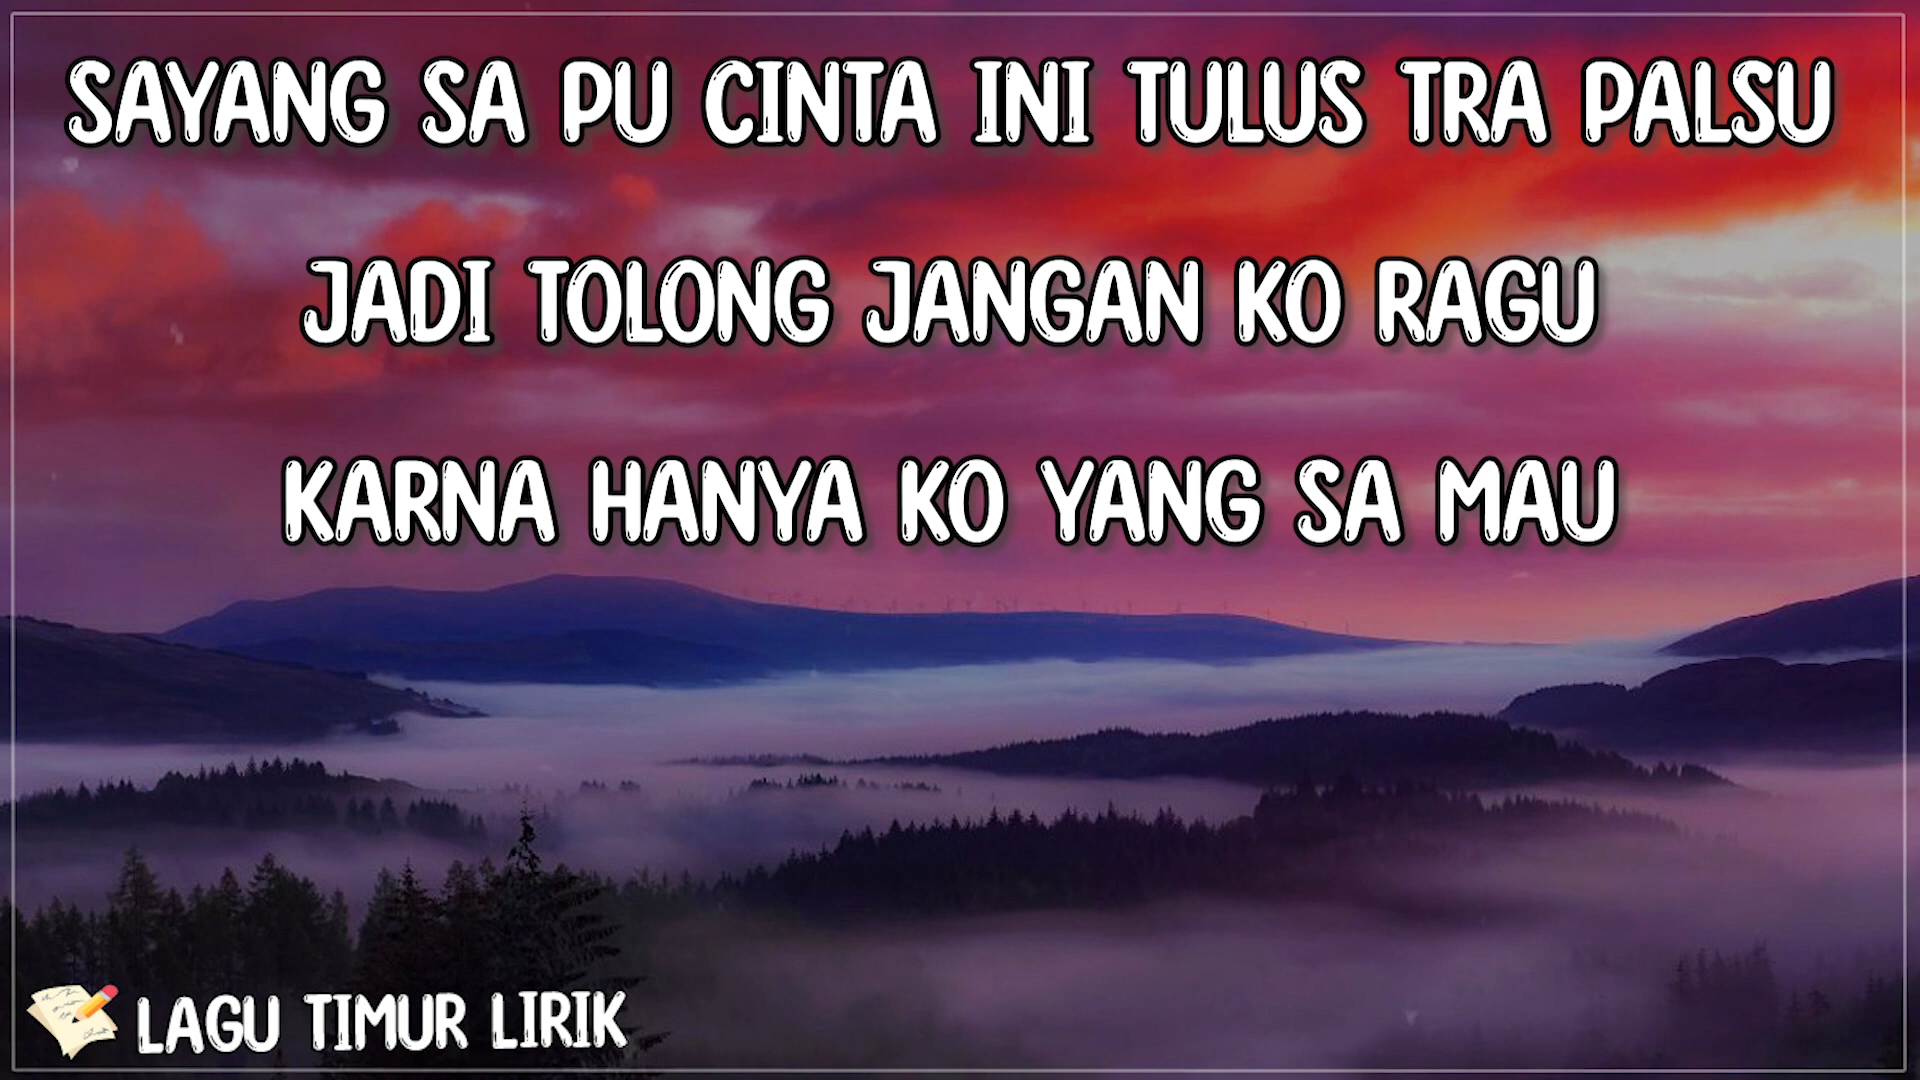 SAYANG SA PU CINTA INI TULUS TRA PALSU
JADI TOLONG JANGAN KO RAGU
KARNA HANYA KO YANG SA MAU
LAGU TIMUR LIRIK